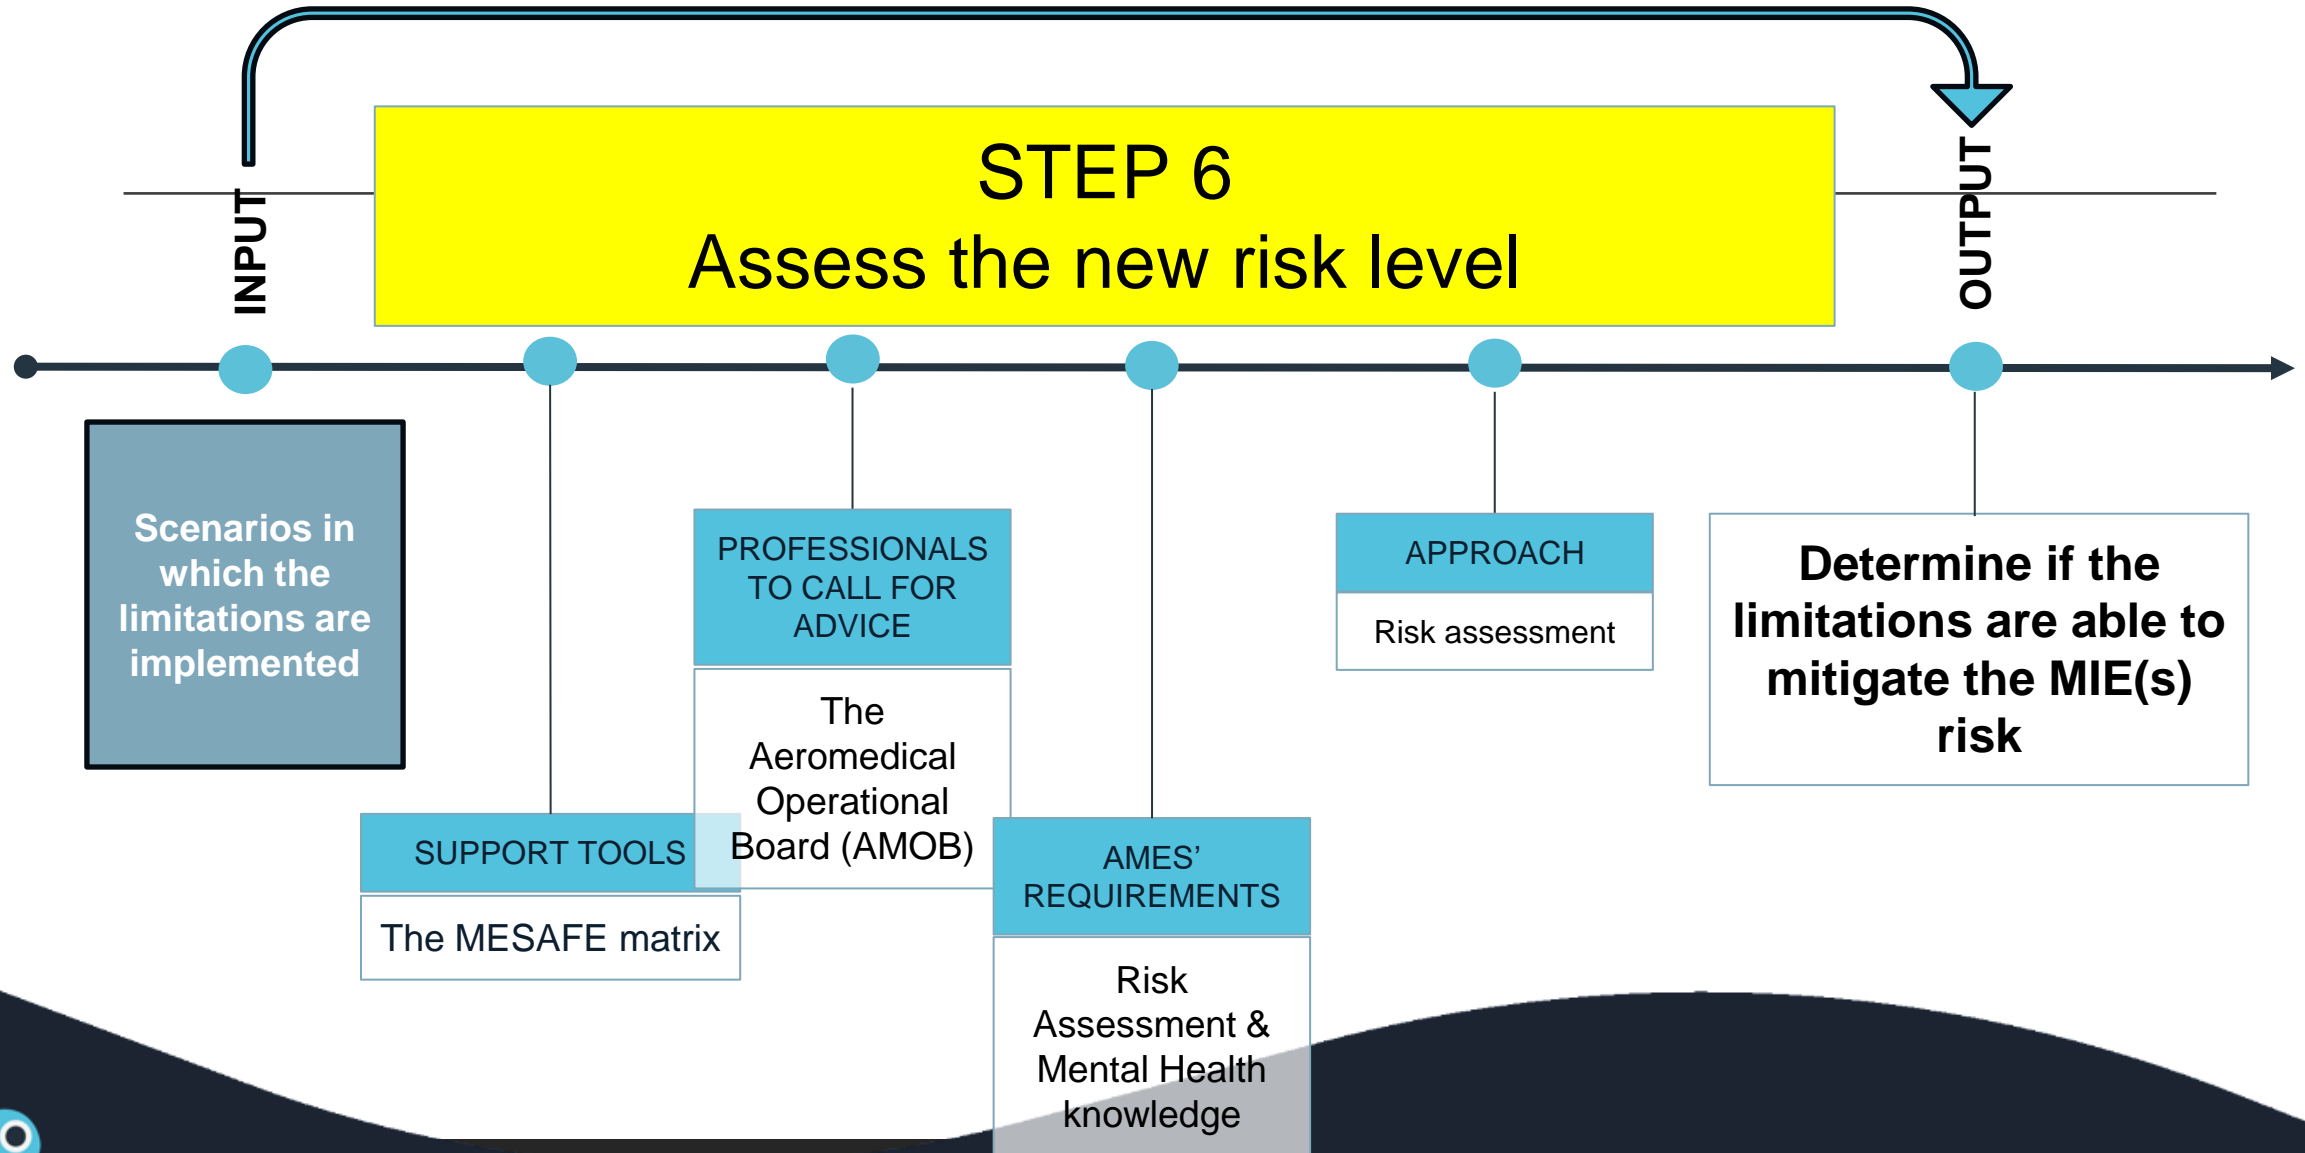 STEP 6
Assess the new risk level
INPUT
OUTPUT
Scenarios in
which the
limitations are
implemented
SUPPORT TOOLS
The MESAFE matrix
PROFESSIONALS
TO CALL FOR
ADVICE
The
Aeromedical
Operational
Board (AMOB)
AMES’
REQUIREMENTS
Risk
Assessment &
Mental Health
knowledge
APPROACH
Risk assessment
Determine if the
limitations are able to
mitigate the MIE(s)
risk